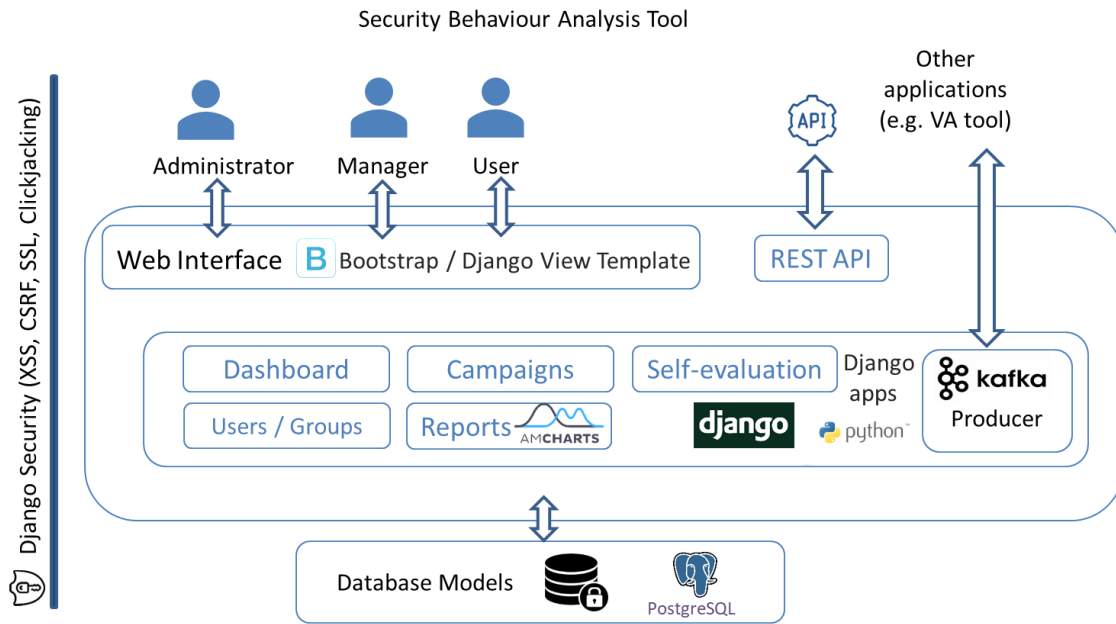 Security Behaviour Analysis Tool
Django Security (XSS, CSRF, SSL, Clickjacking)
Administrator
Manager
User
API
Other
applications
(e.g. VA tool)
Web Interface
B
Bootstrap / Django View Template
REST API
Dashboard
Campaigns
Self-evaluation
Django
apps
kafka
Producer
Users / Groups
Reports
AMCHARTS
django
python™
Database Models
PostgreSQL